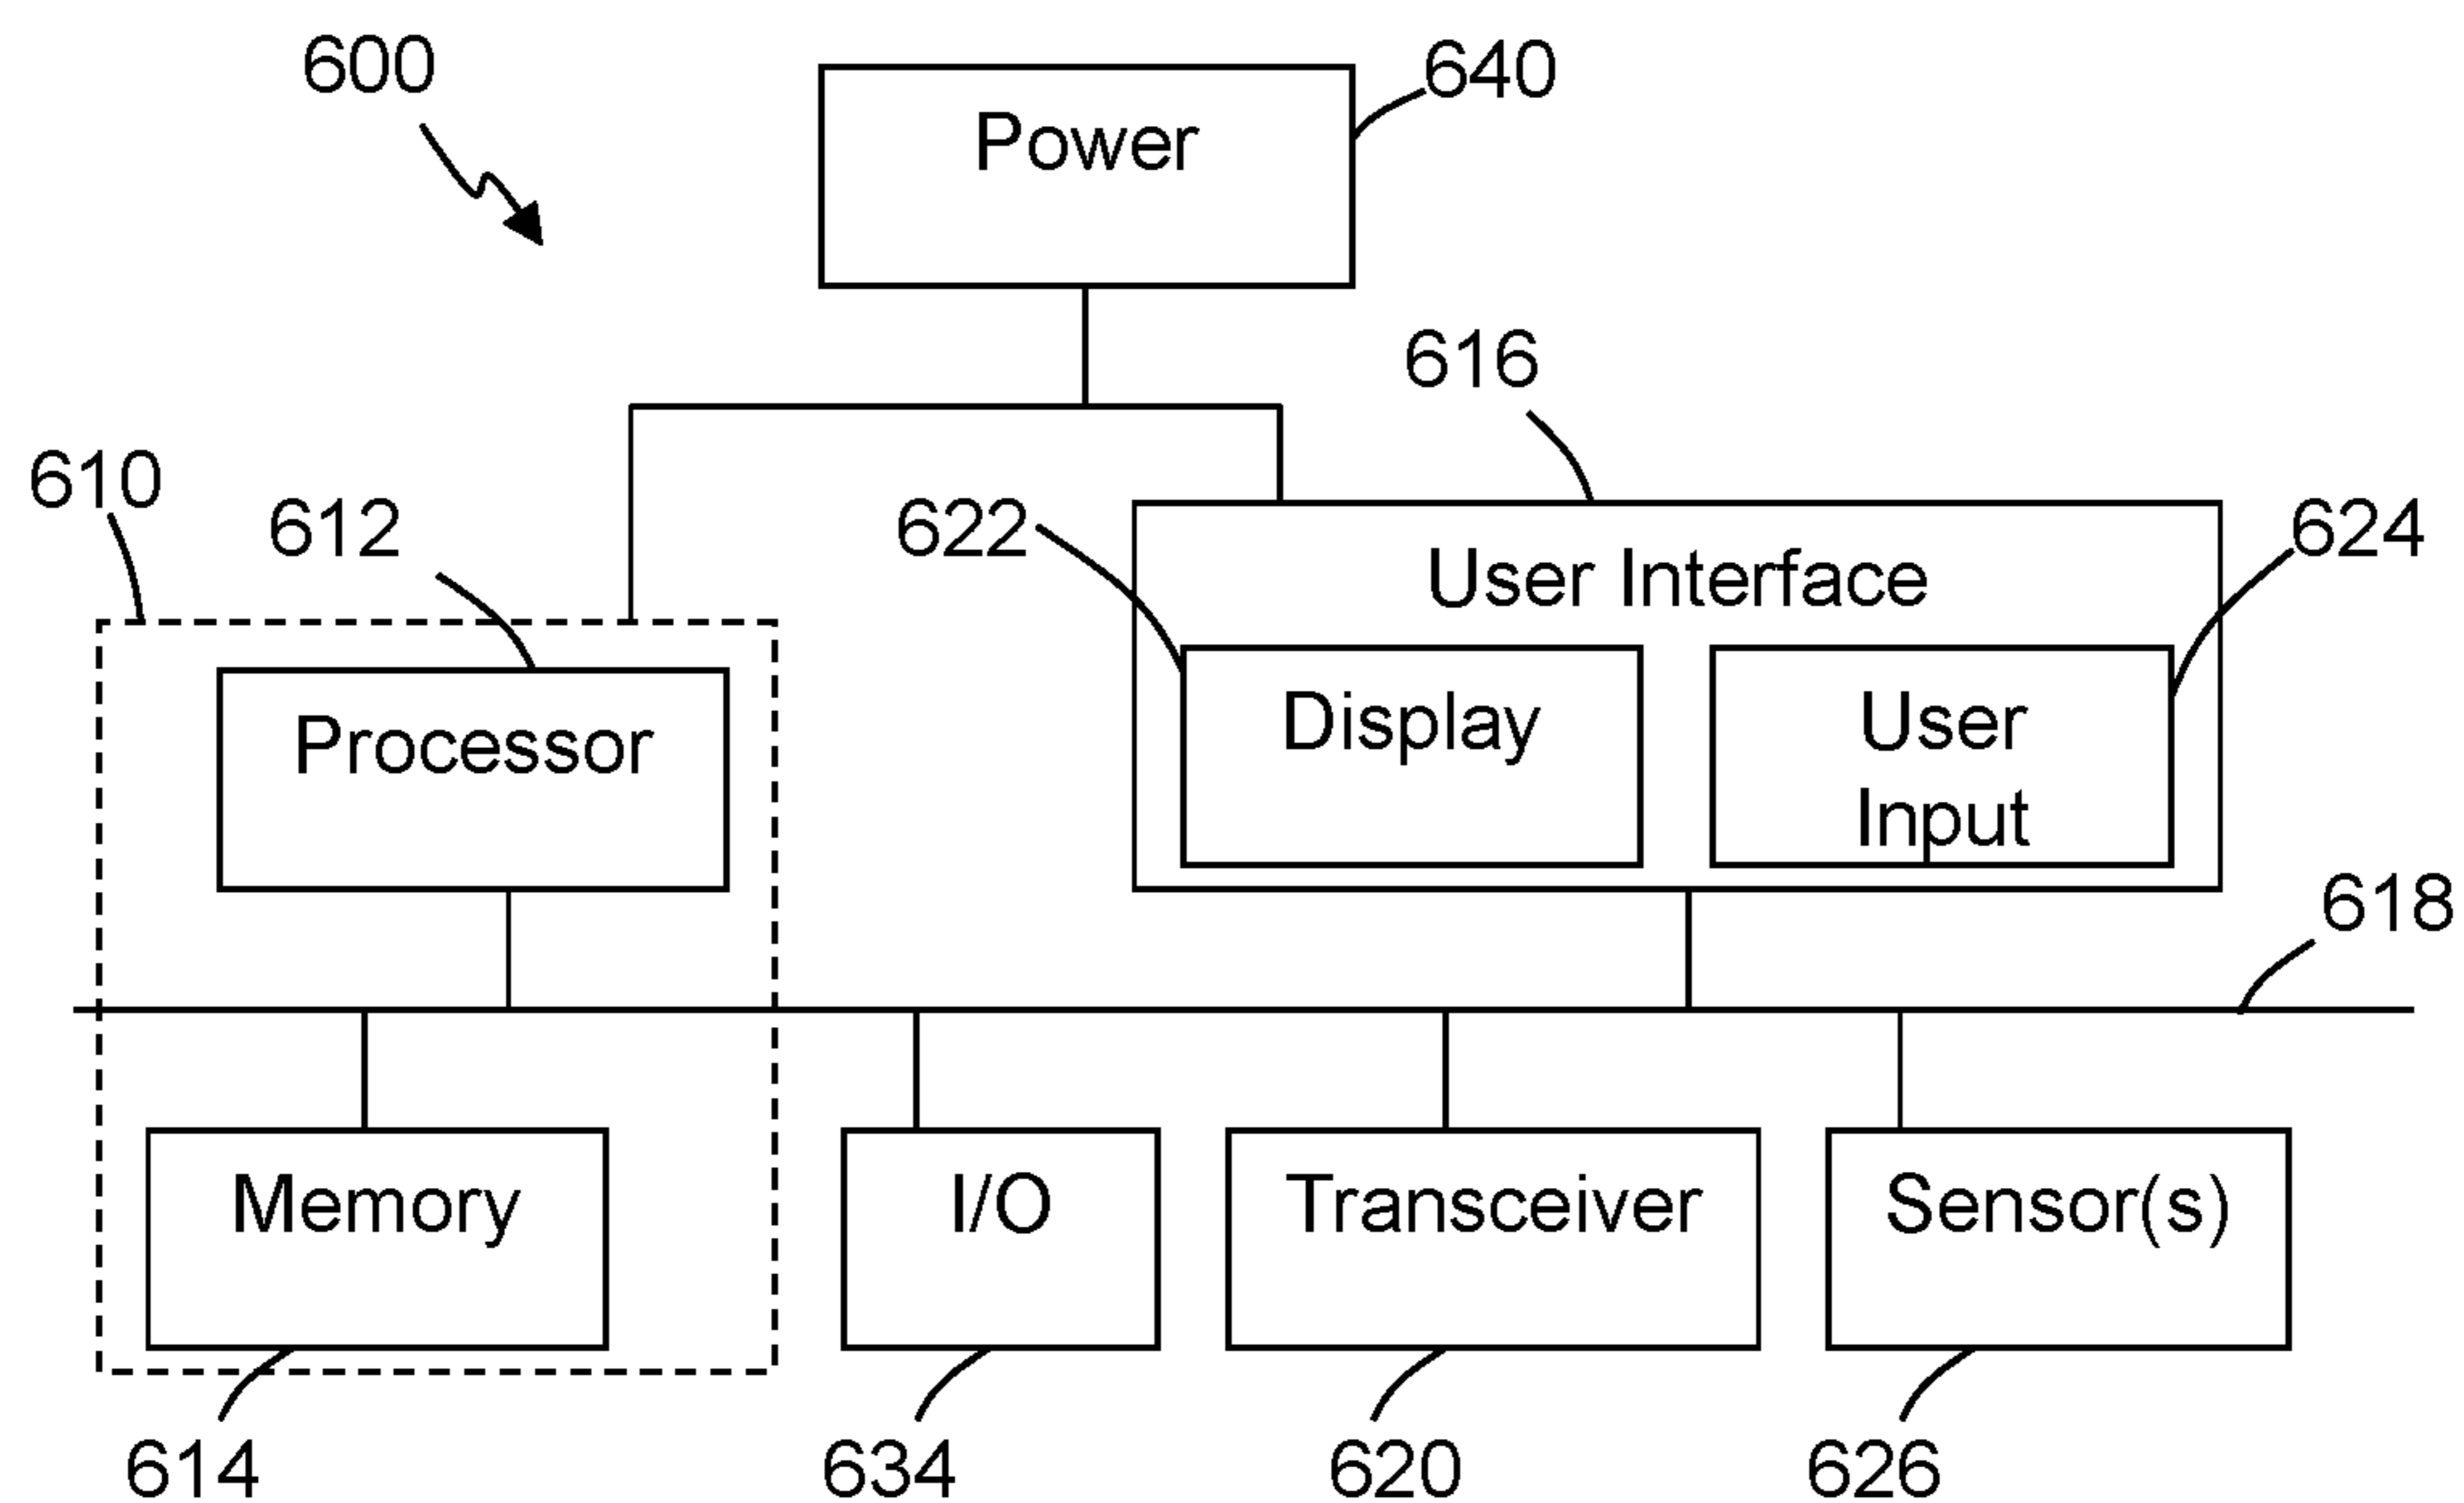 600
640
Power
616
610
612
622
624
User Interface
Processor
Display
User
Input
618
Memory
I/O
Transceiver
Sensor(s)
614
634
620
626